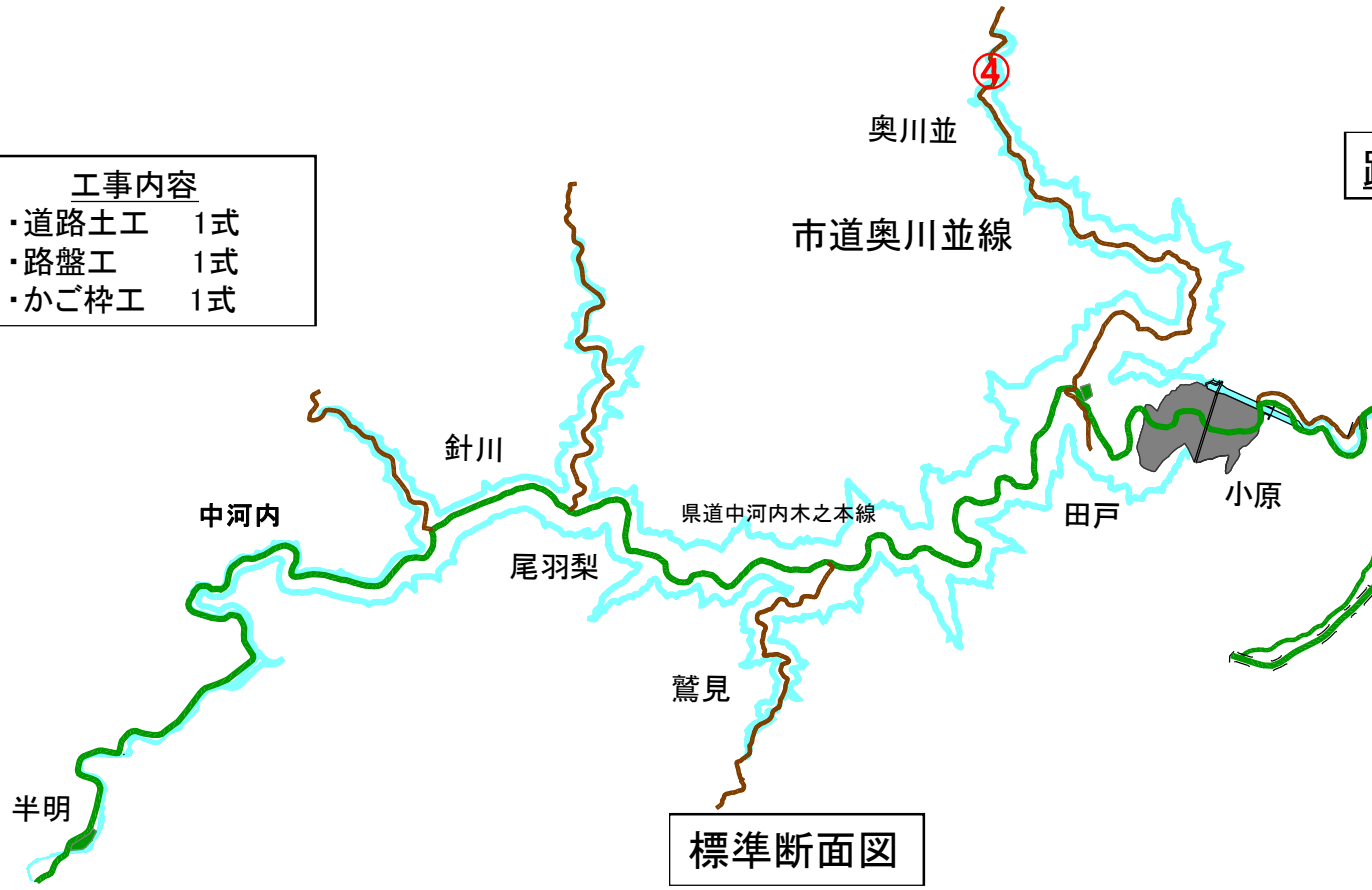 ④
奥川並
工事内容
・道路土工 1式
・路盤工 1式
・かご枠工 1式
市道奥川並線
針川
中河内
県道中河内木之本線
田戸
小原
尾羽梨
鷲見
半明
標準断面図